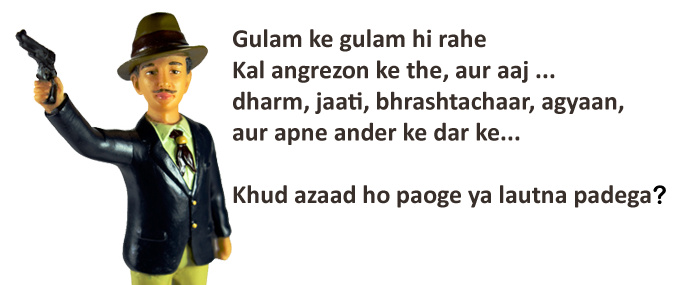 Gulam ke gulam hi rahe
Kal angrezon ke the, aur aaj ...
dharm, jaati, bhrashtachaar, agyaan,
aur apne ander ke dar ke...
Khud azaad ho paoge ya lautna padega?